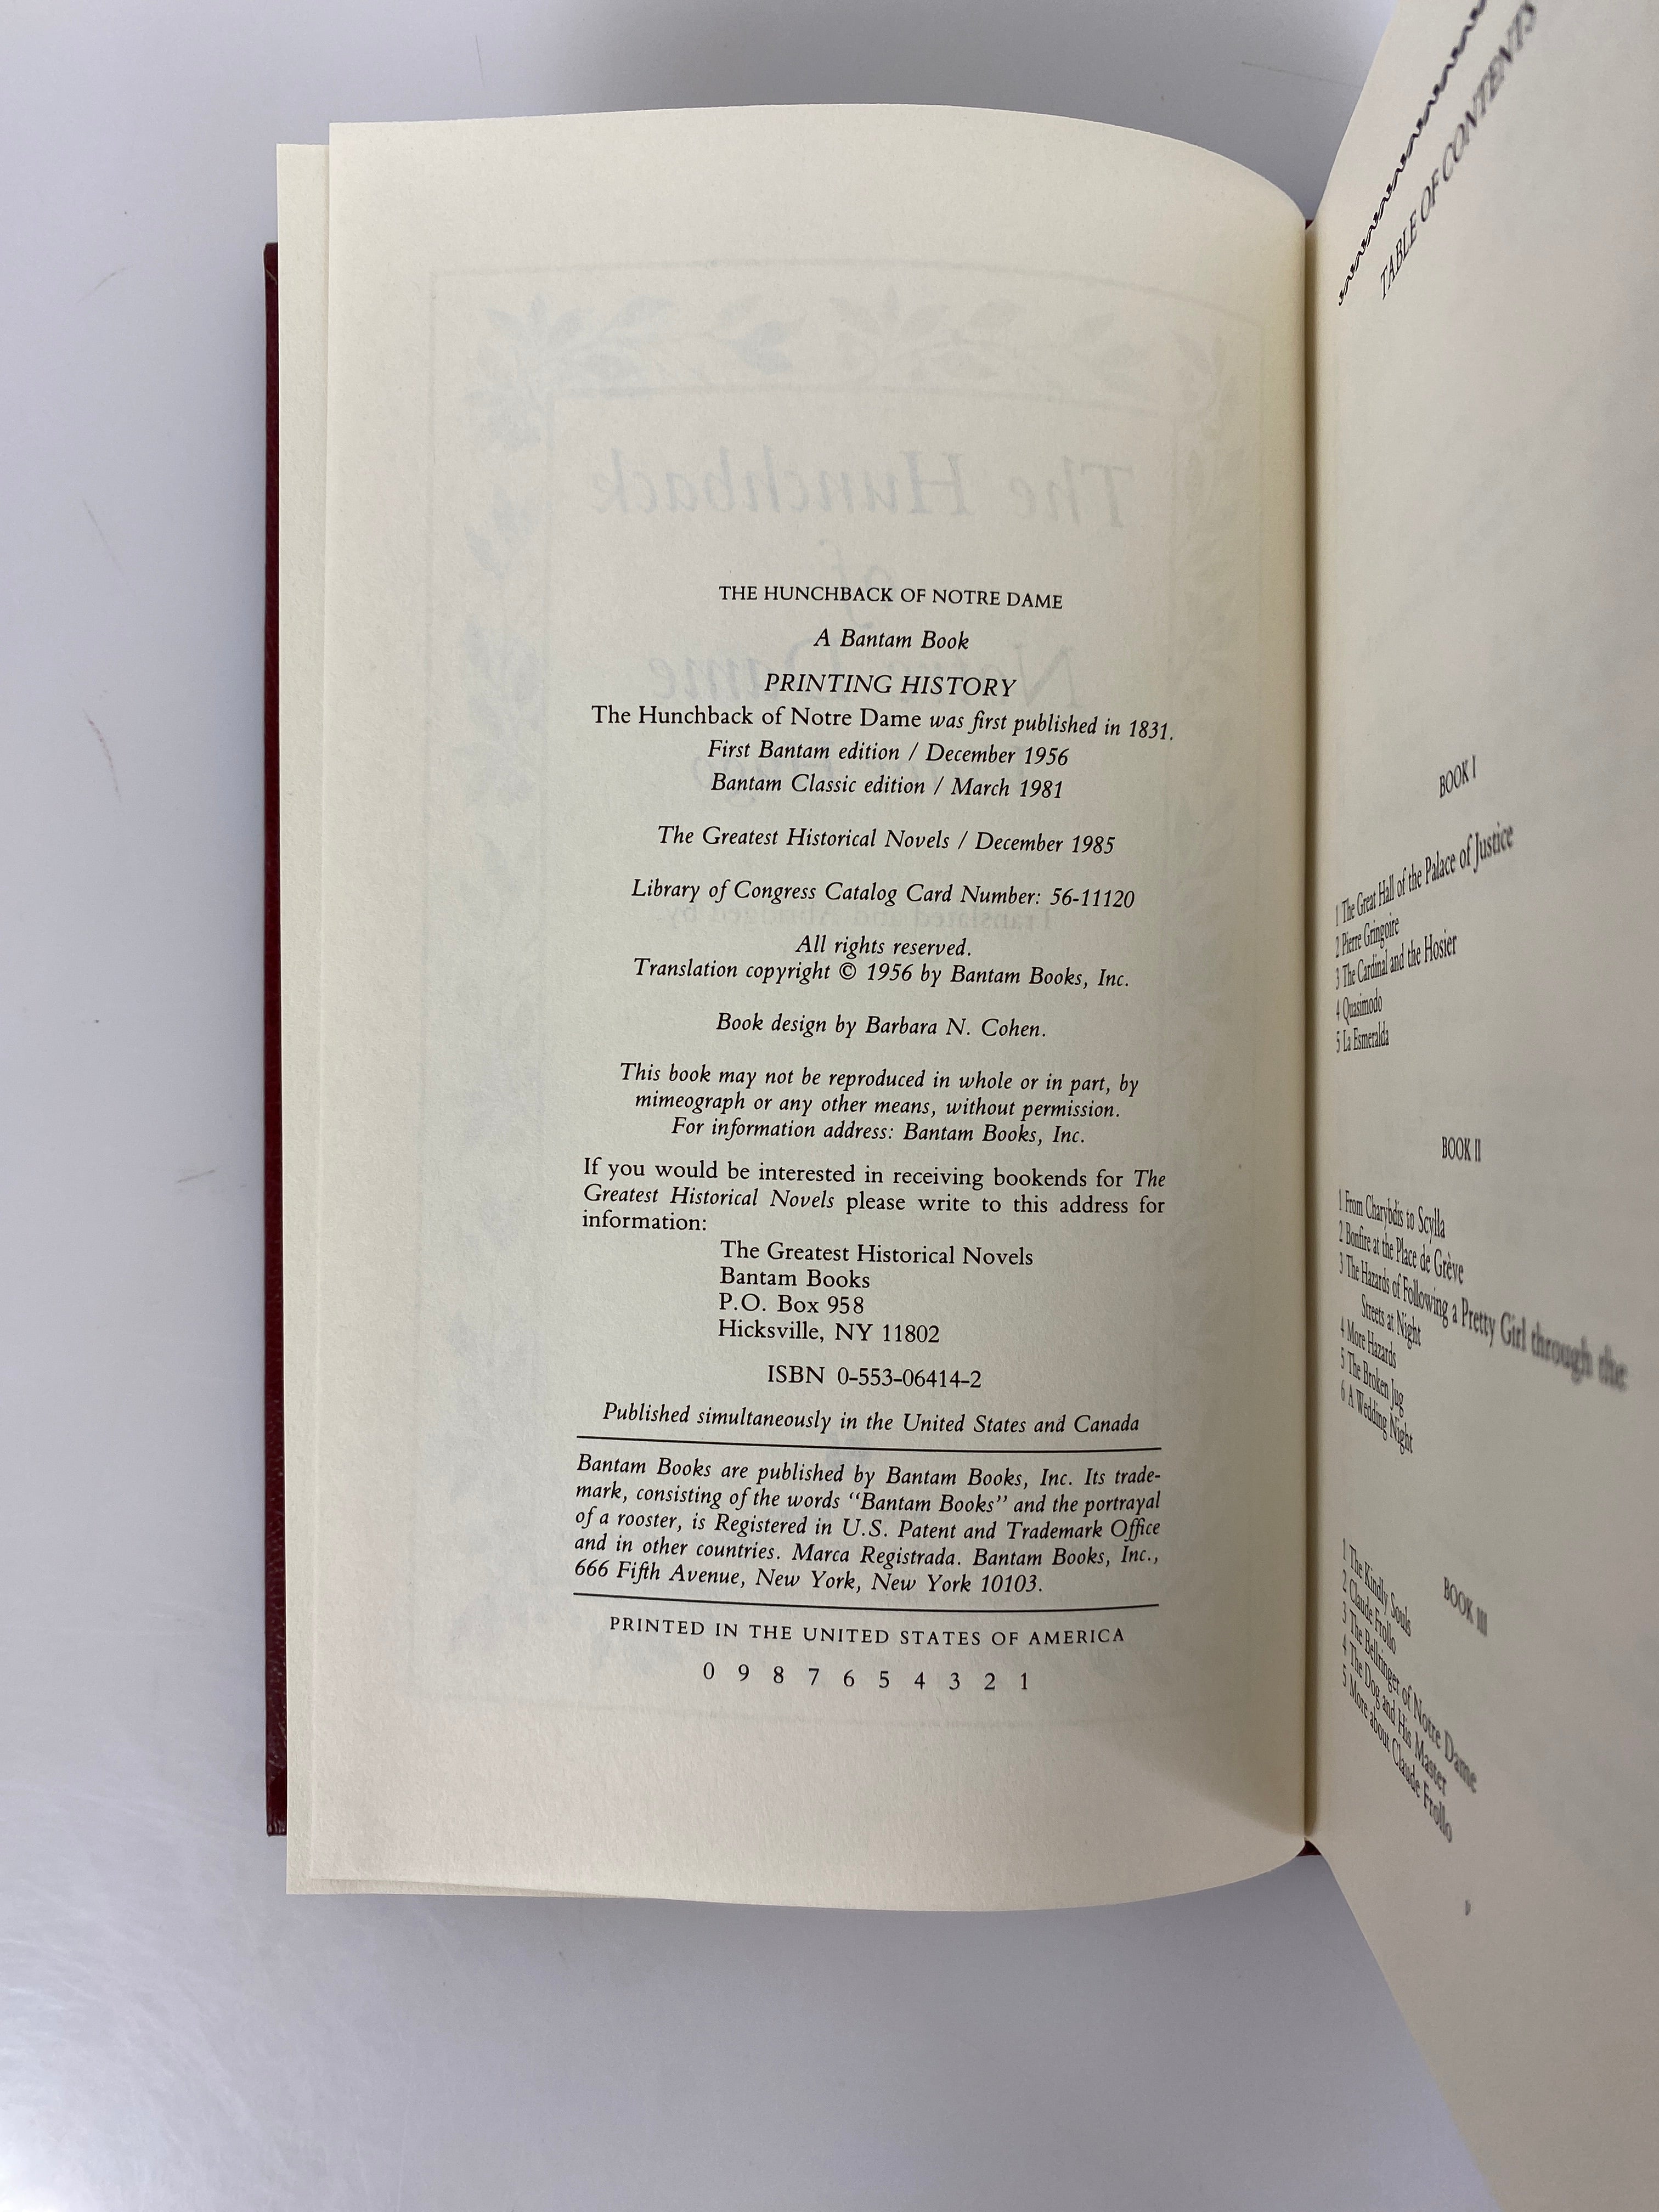 THE HUNCHBACK OF NOTRE DAME
A Bantam Book
PRINTING HISTORY
The Hunchback of Notre Dame was first published in 1831.
First Bantam edition / December 1956
Bantam Classic edition / March 1981
The Greatest Historical Novels / December 1985
Library of Congress Catalog Card Number: 56-11120
All rights reserved.
Translation copyright © 1956 by Bantam Books, Inc.
Book design by Barbara N. Cohen.
This book may not be reproduced in whole or in part, by
mimeograph or any other means, without permission.
For information address: Bantam Books, Inc.
If you would be interested in receiving bookends for The
Greatest Historical Novels please write to this address for
information:
The Greatest Historical Novels
Bantam Books
P.O. Box 958
Hicksville, NY 11802
ISBN 0-553-06414-2
Published simultaneously in the United States and Canada
Bantam Books are published by Bantam Books, Inc. Its trade-
mark, consisting of the words “Bantam Books” and the portrayal
of a rooster, is Registered in U.S. Patent and Trademark Office
and in other countries. Marca Registrada. Bantam Books, Inc.,
666 Fifth Avenue, New York, New York 10103.
PRINTED IN THE UNITED STATES OF AMERICA
0 9 8 7 6 5 4 3 2 1
TABLE OF CONTENTS
BOOK I
1 The Great Hall of the Palace of Justice
2 Pierre Gringoire
3 The Cardinal and the Hosier
4 Quasimodo
5 La Esmeralda
BOOK II
1 From Charybdis to Scylla
2 Bonfire at the Place de Grève
3 The Hazards of Following a Pretty Girl through the
Streets at Night
4 More Hazards
5 The Broken Jug
6 A Wedding Night
BOOK III
1 The Kindly Souls
2 Claude Frollo
3 The Bellringer of Notre Dame
4 The Dog and His Master
5 More about Claude Frollo